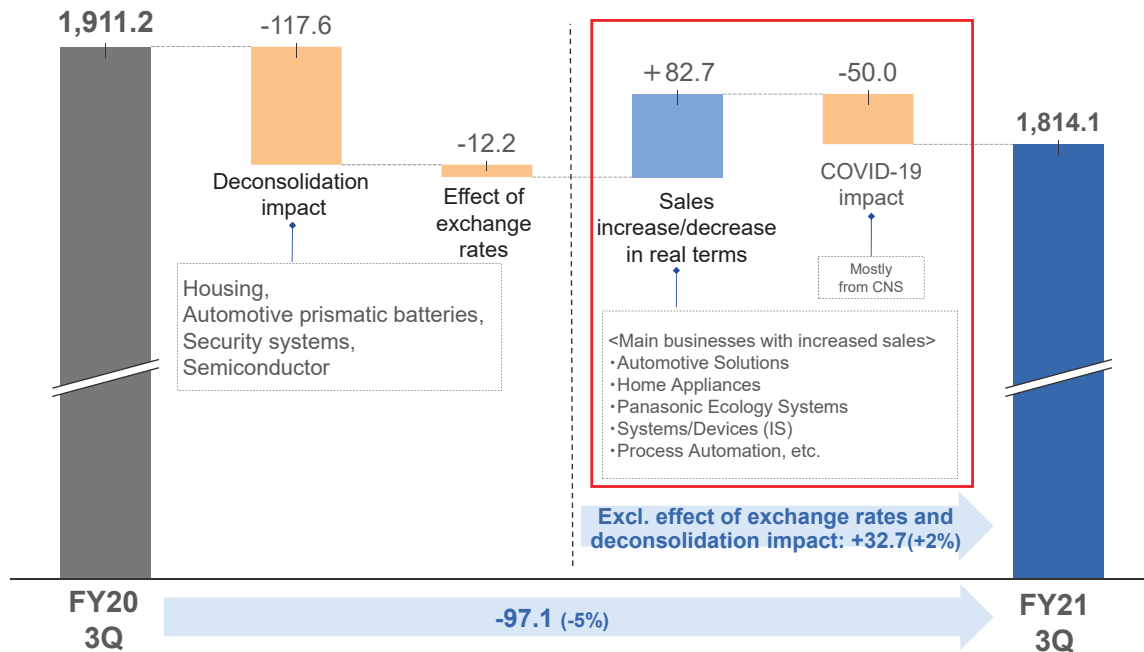 1,911.2
-117.6
Deconsolidation
impact
Housing,
Automotive prismatic batteries,
Security systems,
Semiconductor
-12.2
Effect of
exchange
rates
+82.7
Sales
increase/decrease
in real terms
<Main businesses with increased sales>
・Automotive Solutions
・Home Appliances
・Panasonic Ecology Systems
・Systems/Devices (IS)
・Process Automation, etc.
-50.0
COVID-19
impact
Mostly
from CNS
1,814.1
Excl. effect of exchange rates and
deconsolidation impact: +32.7(+2%)
FY20
3Q
-97.1 (-5%)
FY21
3Q